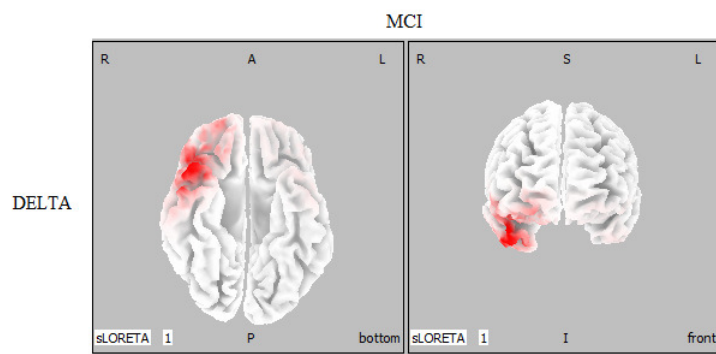 MCI
R A L
R S L
DELTA
sLORETA 1 P bottom
sLORETA 1 I front